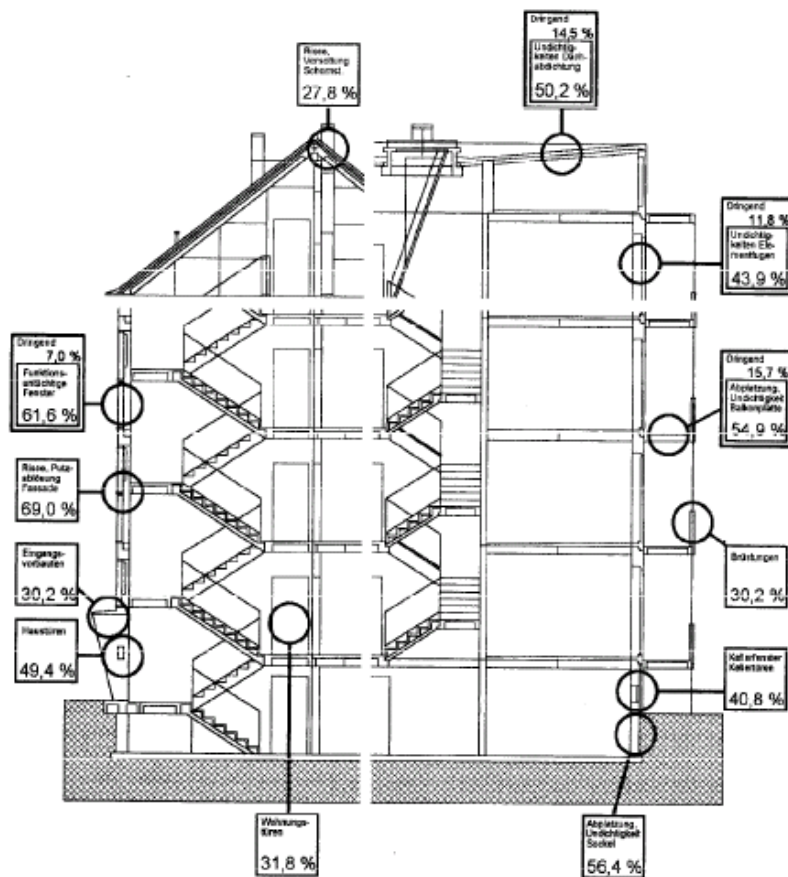 Risse,
Versottung
Schornst.
27,8 %
Dringend
14,5 %
Undichtig-
keiten Dach-
abdichtung
50,2 %
Dringend
11,8 %
Undichtig-
keiten Ele-
mentfugen
43,9 %
Dringend
7,0 %
Funktions-
untüchtige
Fenster
61,6 %
Dringend
15,7 %
Abplatzung,
Undichtigkeit
Balkonplatte
54,9 %
Risse, Putz-
ablösung
Fassade
69,0 %
Eingangs-
vorbauten
30,2 %
Brüstungen
30,2 %
Haustüren
49,4 %
Kellerfenster
Kellertüren
40,8 %
Wohnungs-
türen
31,8 %
Abplatzung,
Undichtigkeit
Sockel
56,4 %